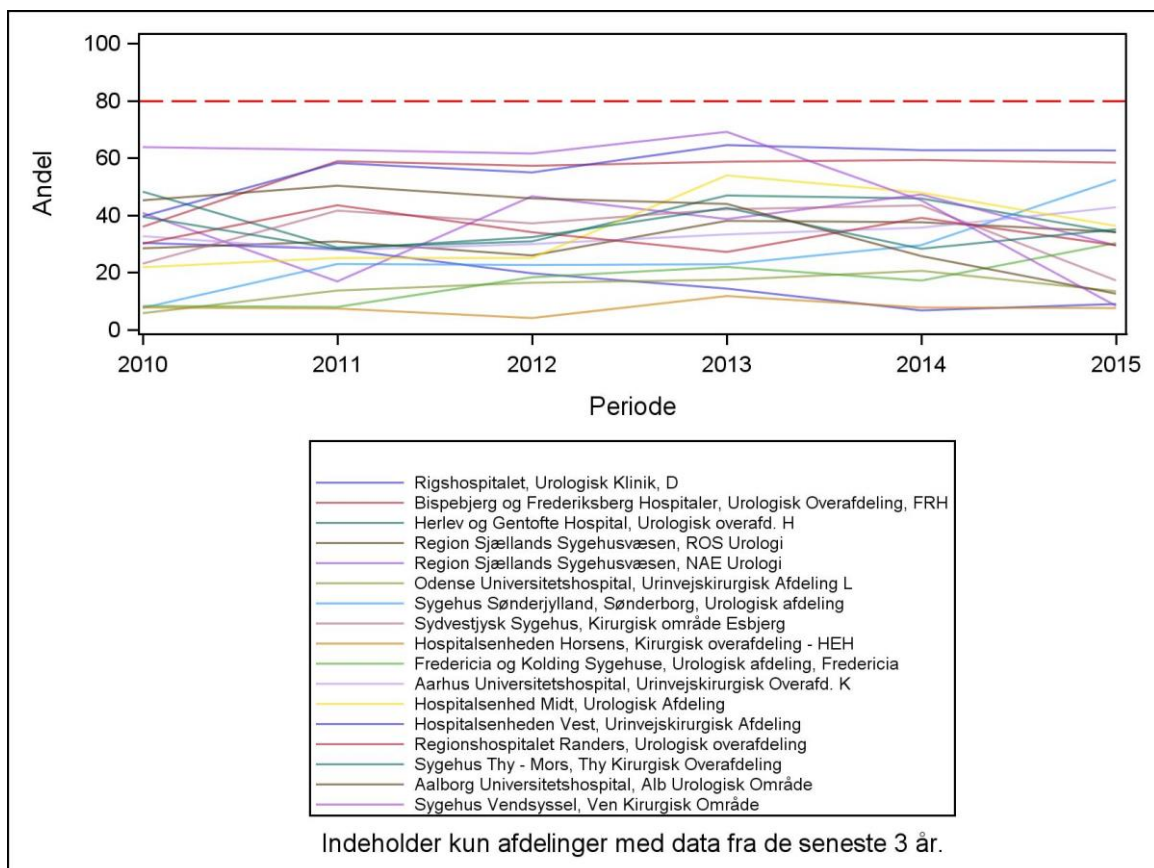 100
80
60
40
20
0
Andel
2010 2011 2012 2013 2014 2015
Periode
Rigshospitalet, Urologisk Klinik, D
Bispebjerg og Frederiksberg Hospitaler, Urologisk Overafdeling, FRH
Herlev og Gentofte Hospital, Urologisk overafd. H
Region Sjællands Sygehusvæsen, ROS Urologi
Region Sjællands Sygehusvæsen, NAE Urologi
Odense Universitetshospital, Urinvejskirurgisk Afdeling L
Sygehus Sønderjylland, Sønderborg, Urologisk afdeling
Sydvestjysk Sygehus, Kirurgisk område Esbjerg
Hospitalsenheden Horsens, Kirurgisk overafdeling - HEH
Fredericia og Kolding Sygehuse, Urologisk afdeling, Fredericia
Aarhus Universitetshospital, Urinvejskirurgisk Overafd. K
Hospitalsenhed Midt, Urologisk Afdeling
Hospitalsenheden Vest, Urinvejskirurgisk Afdeling
Regionshospitalet Randers, Urologisk overafdeling
Sygehus Thy - Mors, Thy Kirurgisk Overafdeling
Aalborg Universitetshospital, Alb Urologisk Område
Sygehus Vendsyssel, Ven Kirurgisk Område
Indeholder kun afdelinger med data fra de seneste 3 år.